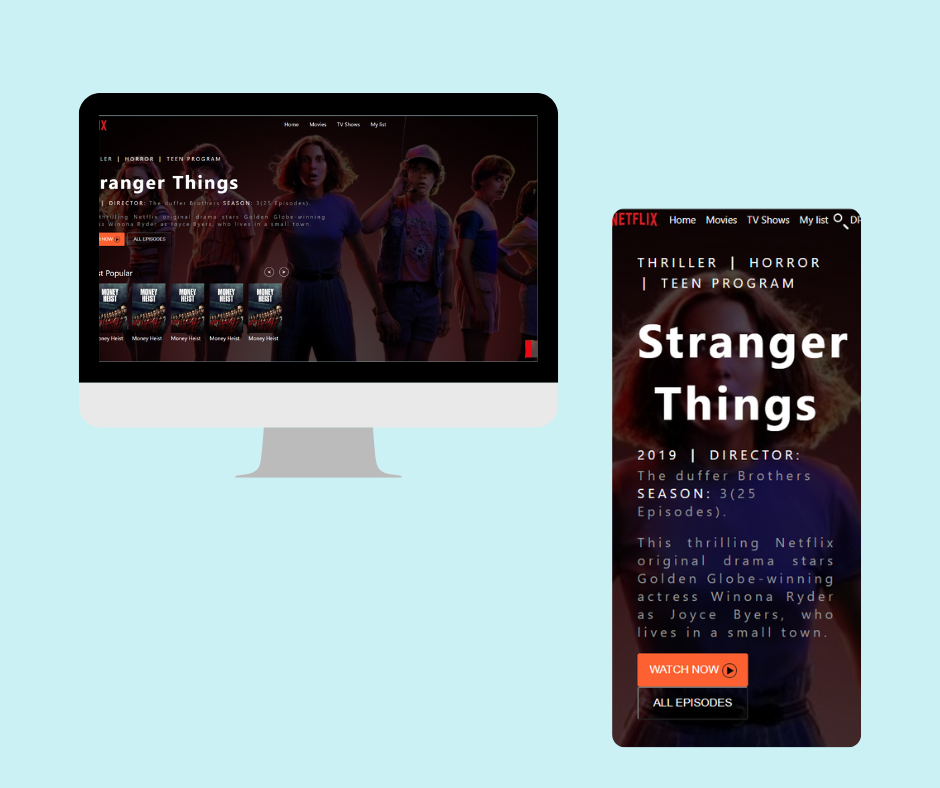 IX
Home Movies TV Shows My list
LER | HORROR | TEEN PROGRAM
ranger Things
| DIRECTOR: The duffer Brothers SEASON: 3(25 Episodes).
hrilling Netflix original drama stars Golden Globe-winning
s Winona Ryder as Joyce Byers, who lives in a small town.
NOW ALL EPISODES
st Popular
MONEY HEIST MONEY HEIST MONEY HEIST MONEY HEIST MONEY HEIST
oney Heist Money Heist Money Heist Money Heist Money Heist
NETFLIX Home Movies TV Shows My list
THRILLER | HORROR
| TEEN PROGRAM
Stranger
Things
2019 | DIRECTOR:
The duffer Brothers
SEASON: 3(25
Episodes).
This thrilling Netflix
original drama stars
Golden Globe-winning
actress Winona Ryder
as Joyce Byers, who
lives in a small town.
WATCH NOW
ALL EPISODES